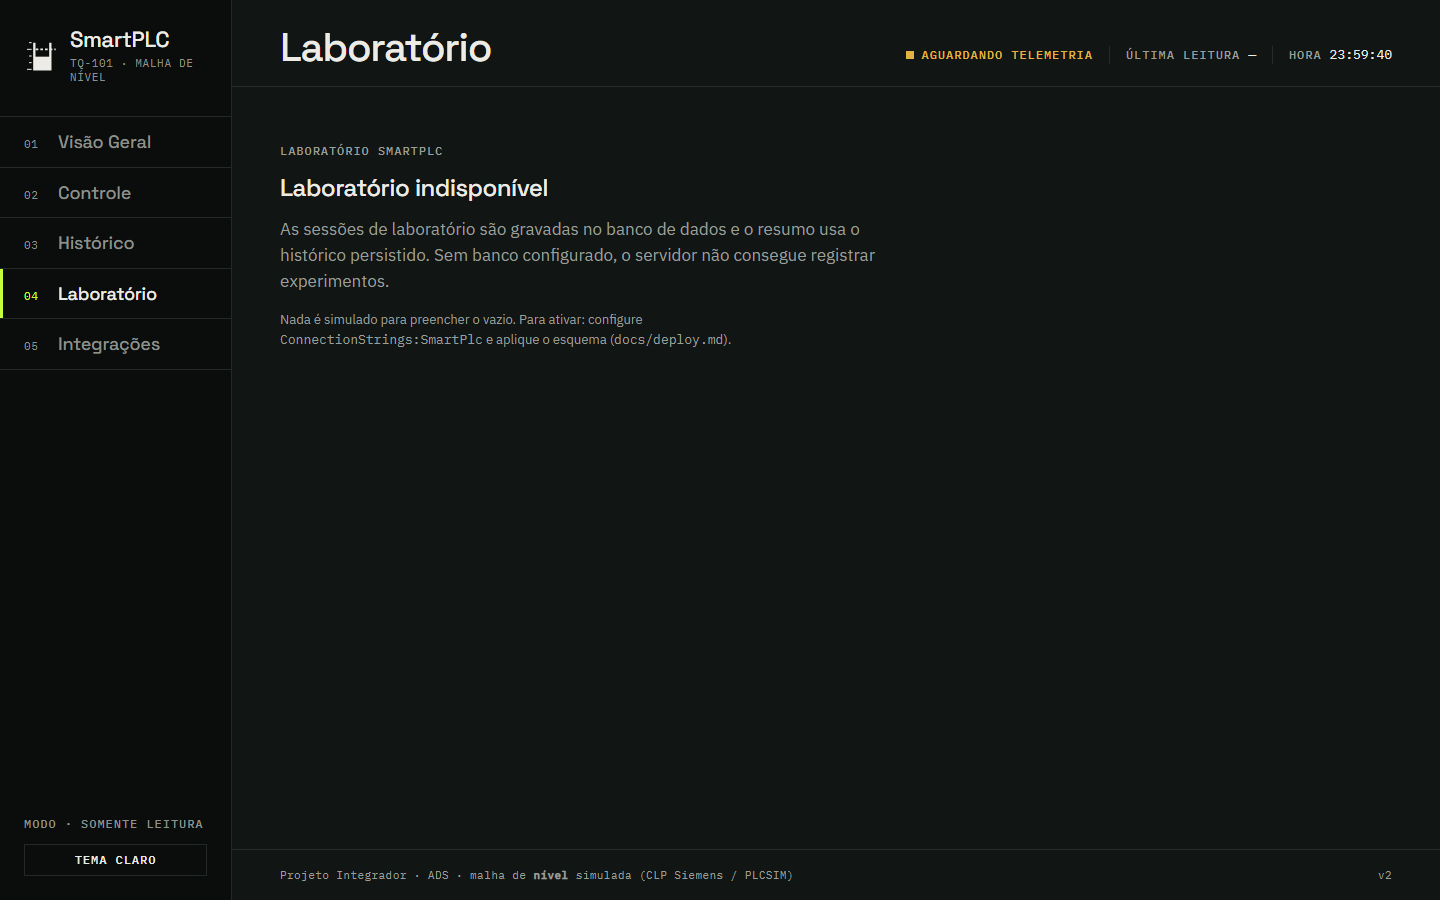 SmartPLC
TQ-101 · MALHA DE
NÍVEL
01 Visão Geral
02 Controle
03 Histórico
04 Laboratório
05 Integrações
MODO · SOMENTE LEITURA
TEMA CLARO
Laboratório
AGUARDANDO TELEMETRIA ÚLTIMA LEITURA — HORA 23:59:40
LABORATÓRIO SMARTPLC
Laboratório indisponível
As sessões de laboratório são gravadas no banco de dados e o resumo usa o
histórico persistido. Sem banco configurado, o servidor não consegue registrar
experimentos.
Nada é simulado para preencher o vazio. Para ativar: configure
ConnectionStrings:SmartPlc e aplique o esquema (docs/deploy.md).
Projeto Integrador · ADS · malha de nível simulada (CLP Siemens / PLCSIM)
v2